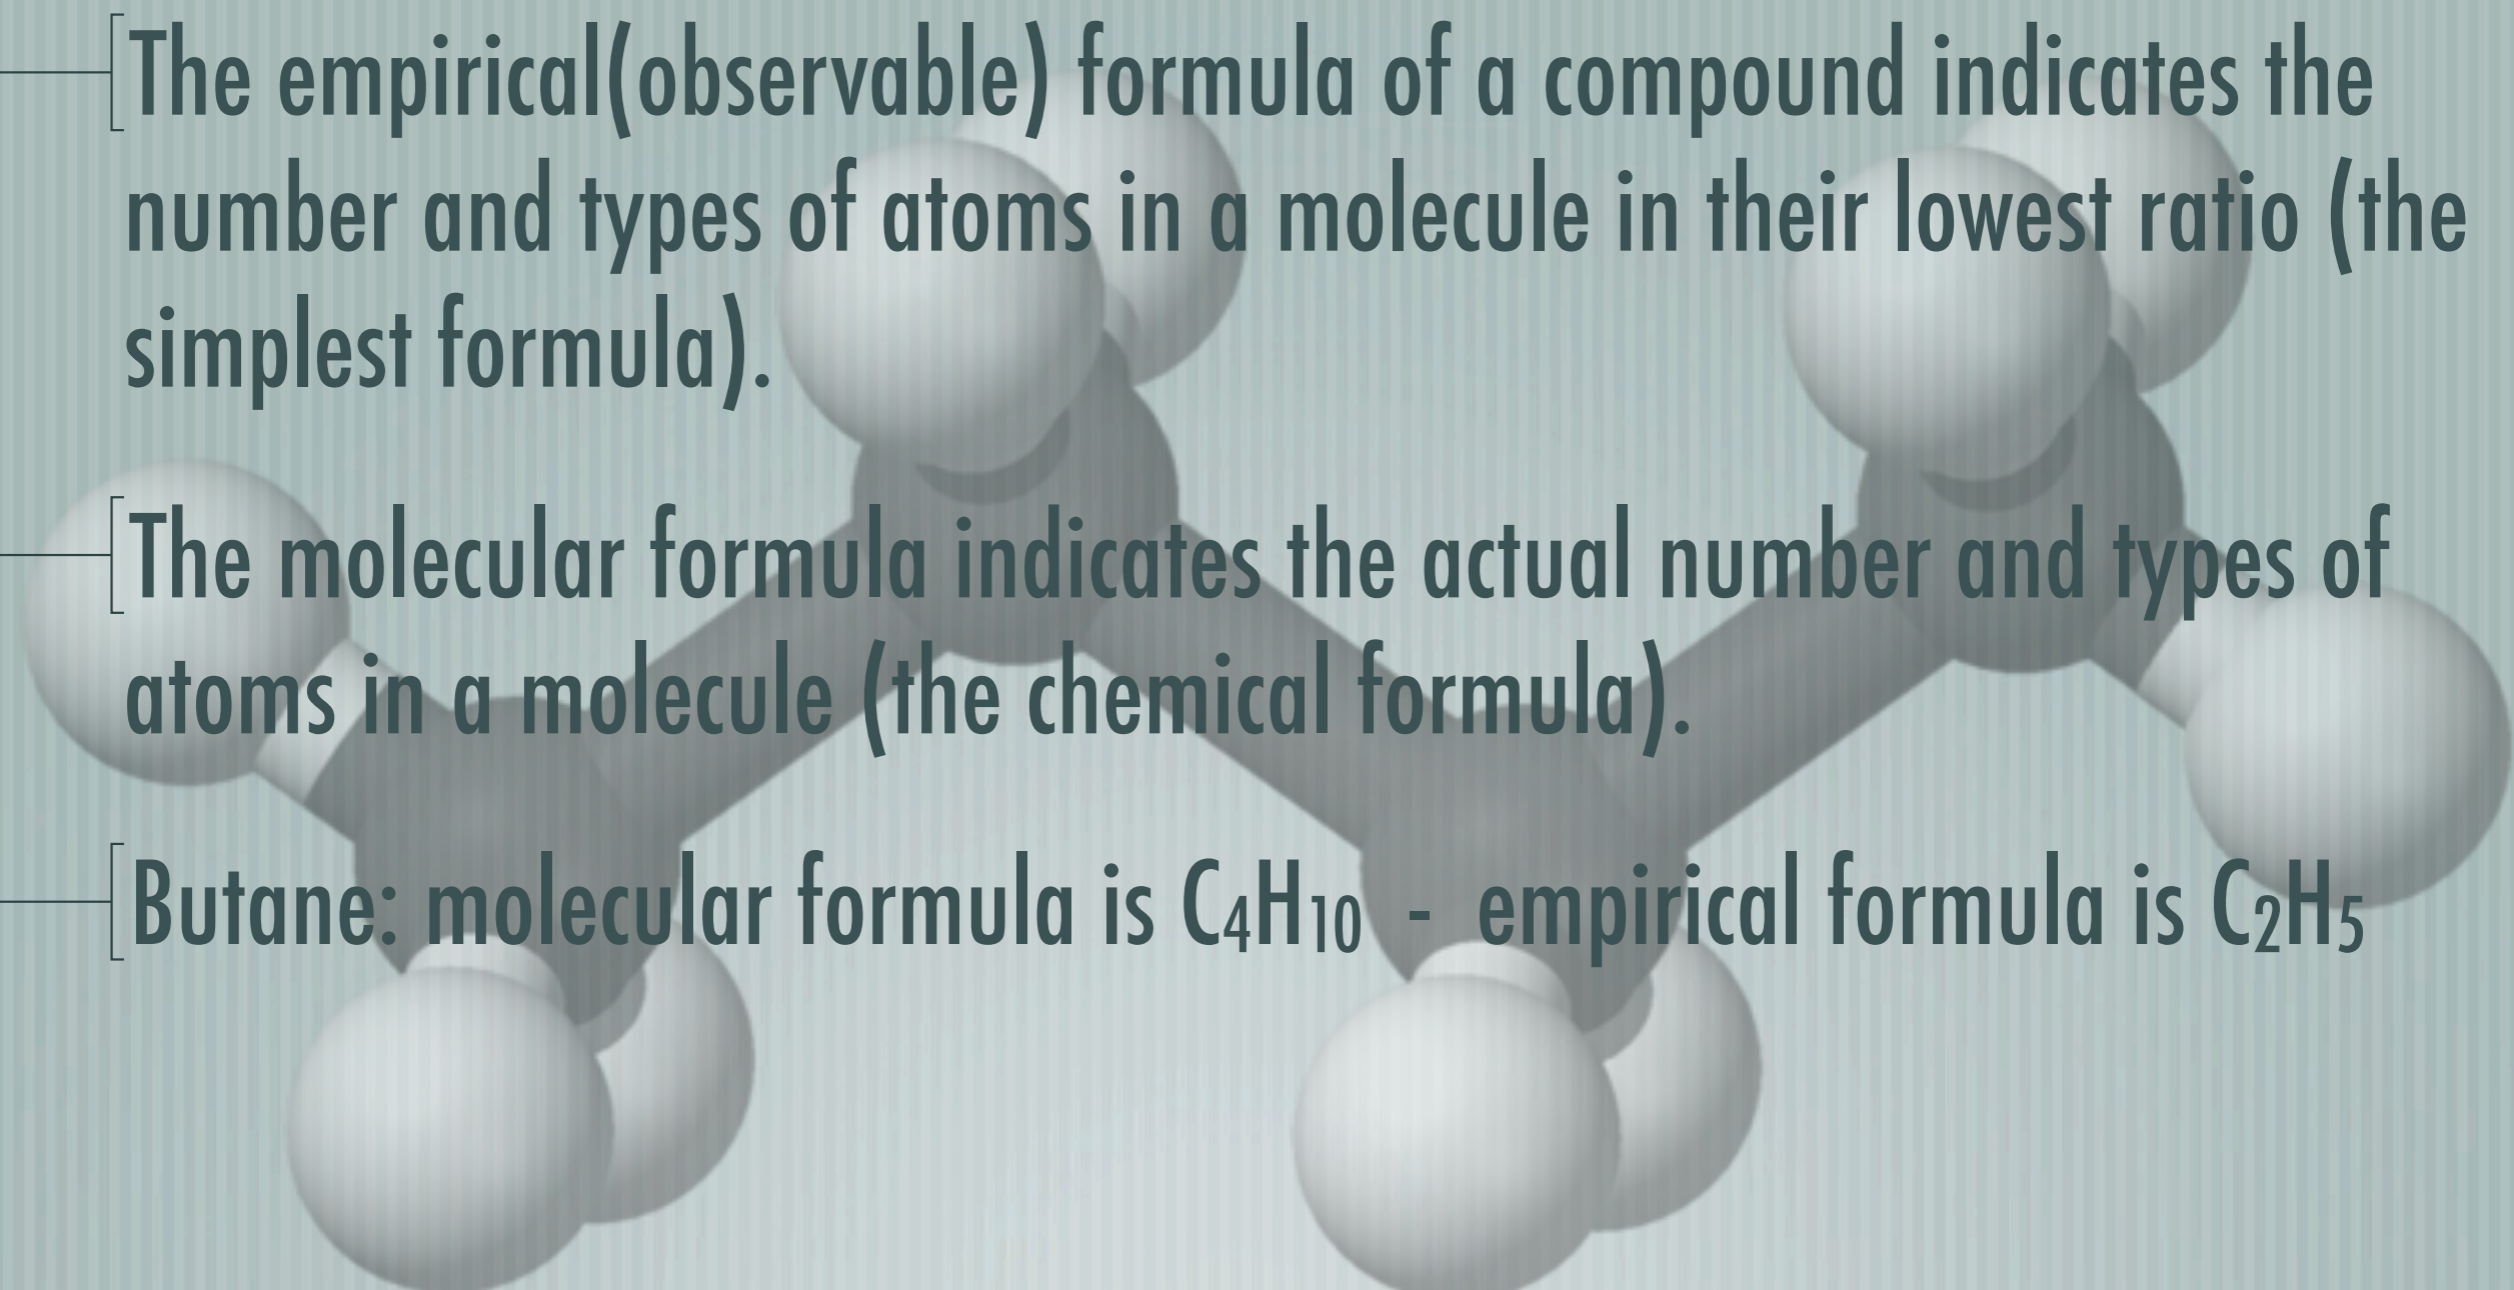 The empirical(observable) formula of a compound indicates the
number and types of atoms in a molecule in their lowest ratio (the
simplest formula).
The molecular formula indicates the actual number and types of
atoms in a molecule (the chemical formula).
Butane: molecular formula is C₄H₁₀ - empirical formula is C₂H₅